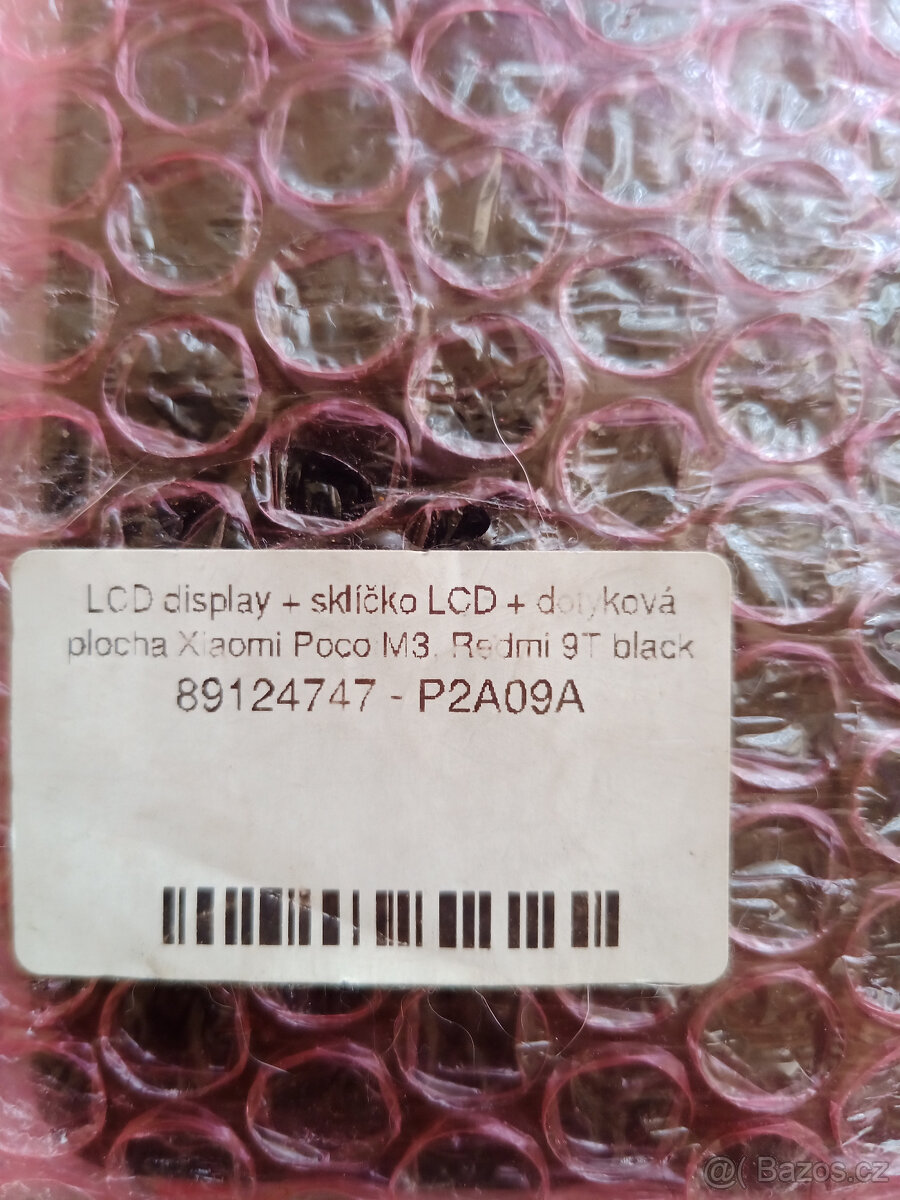 LCD display + sklíčko LCD + dotyková
plocha Xiaomi Poco M3, Redmi 9T black
89124747 - P2A09A
@( Bazos.cz